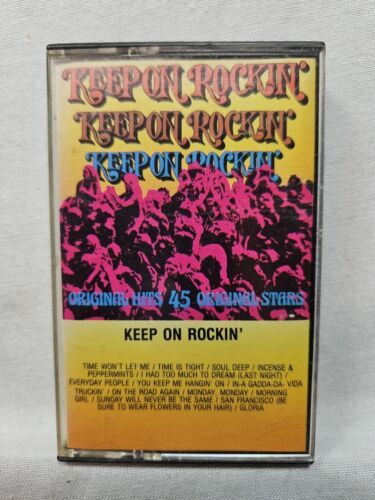 KEEP ON ROCKIN'
KEEP ON ROCKIN'
KEEP ON ROCKIN'
ORIGINAL HITS 45 ORIGINAL STARS
KEEP ON ROCKIN'
TIME WON'T LET ME / TIME IS TIGHT / SOUL DEEP / INCENSE &
PEPPERMINTS / I HAD TOO MUCH TO DREAM (LAST NIGHT) /
EVERYDAY PEOPLE / YOU KEEP ME HANGIN' ON / IN-A GADDA-DA- VIDA
TRUCKIN' / ON THE ROAD AGAIN / MONDAY, MONDAY / MORNING
GIRL / SUNDAY WILL NEVER BE THE SAME / SAN FRANCISCO (BE
SURE TO WEAR FLOWERS IN YOUR HAIR) / GLORIA